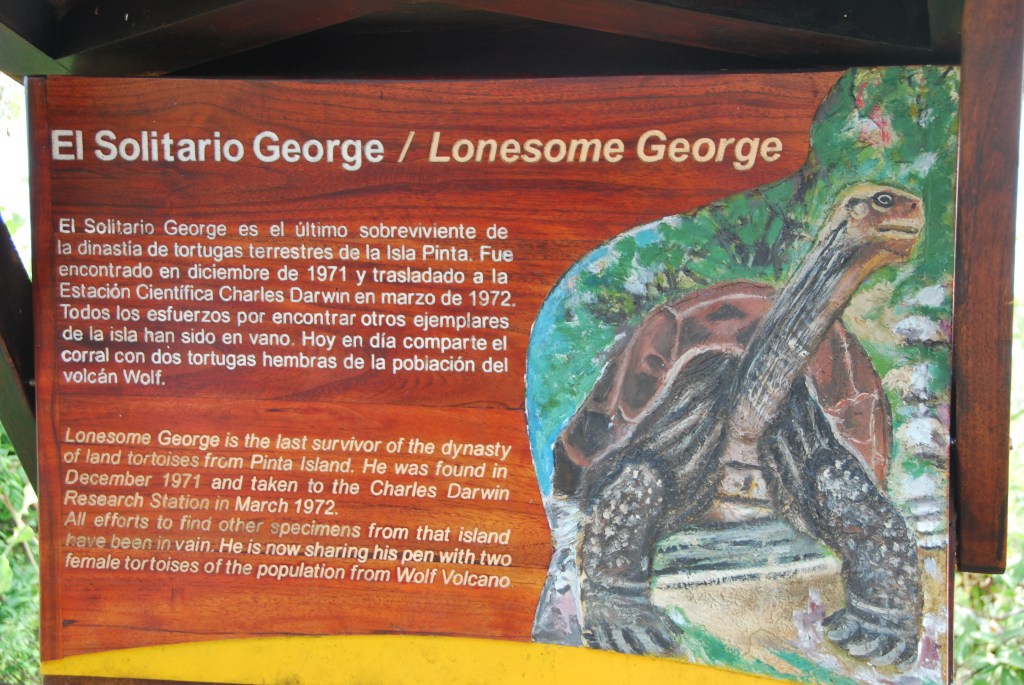 El Solitario George / Lonesome George
El Solitario George es el último sobreviviente de
la dinastía de tortugas terrestres de la Isla Pinta. Fue
encontrado en diciembre de 1971 y trasladado a la
Estación Científica Charles Darwin en marzo de 1972.
Todos los esfuerzos por encontrar otros ejemplares
de la isla han sido en vano. Hoy en día comparte el
corral con dos tortugas hembras de la población del
volcán Wolf.
Lonesome George is the last survivor of the dynasty
of land tortoises from Pinta Island. He was found in
December 1971 and taken to the Charles Darwin
Research Station in March 1972.
All efforts to find other specimens from that island
have been in vain. He is now sharing his pen with two
female tortoises of the population from Wolf Volcano